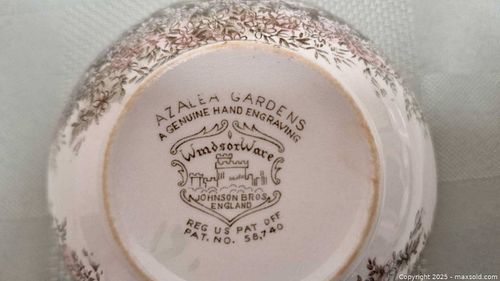 AZALEA GARDENS
A GENUINE HAND ENGRAVING
WindsorWare
JOHNSON BROS
ENGLAND
REG US PAT OFF
PAT. NO. 58,740
Copyright 2025 - maxsold.com